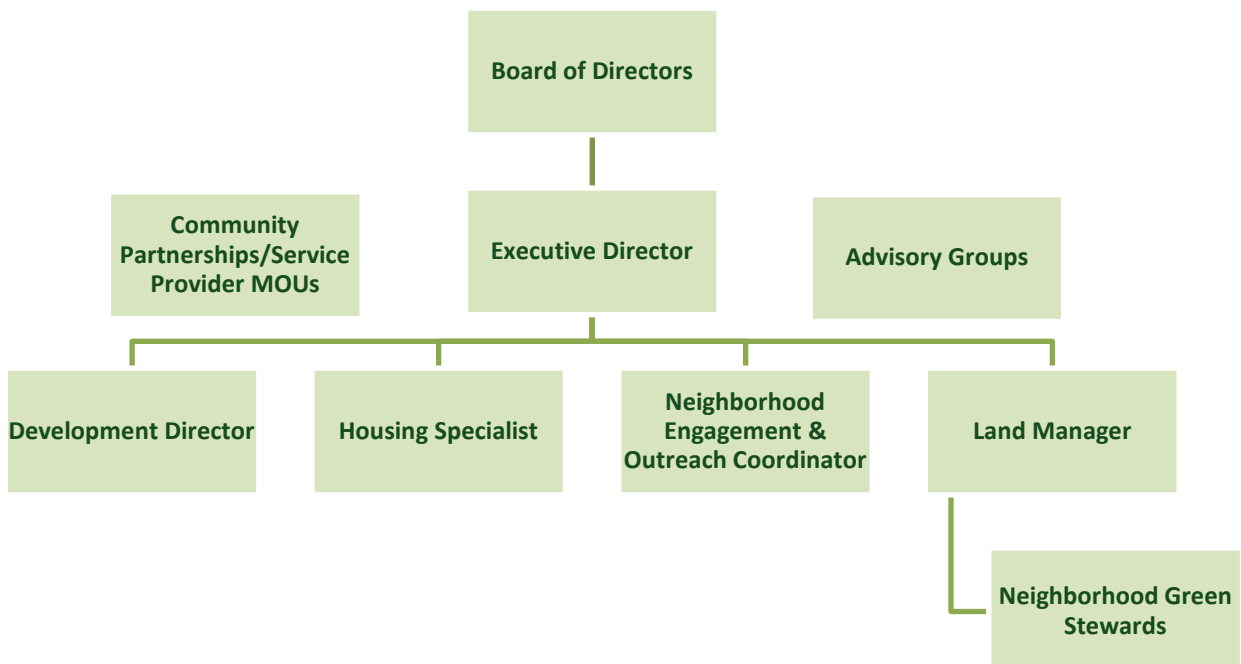 Board of Directors
Community
Partnerships/Service
Provider MOUs
Executive Director
Advisory Groups
Development Director
Housing Specialist
Neighborhood
Engagement &
Outreach Coordinator
Land Manager
Neighborhood Green
Stewards